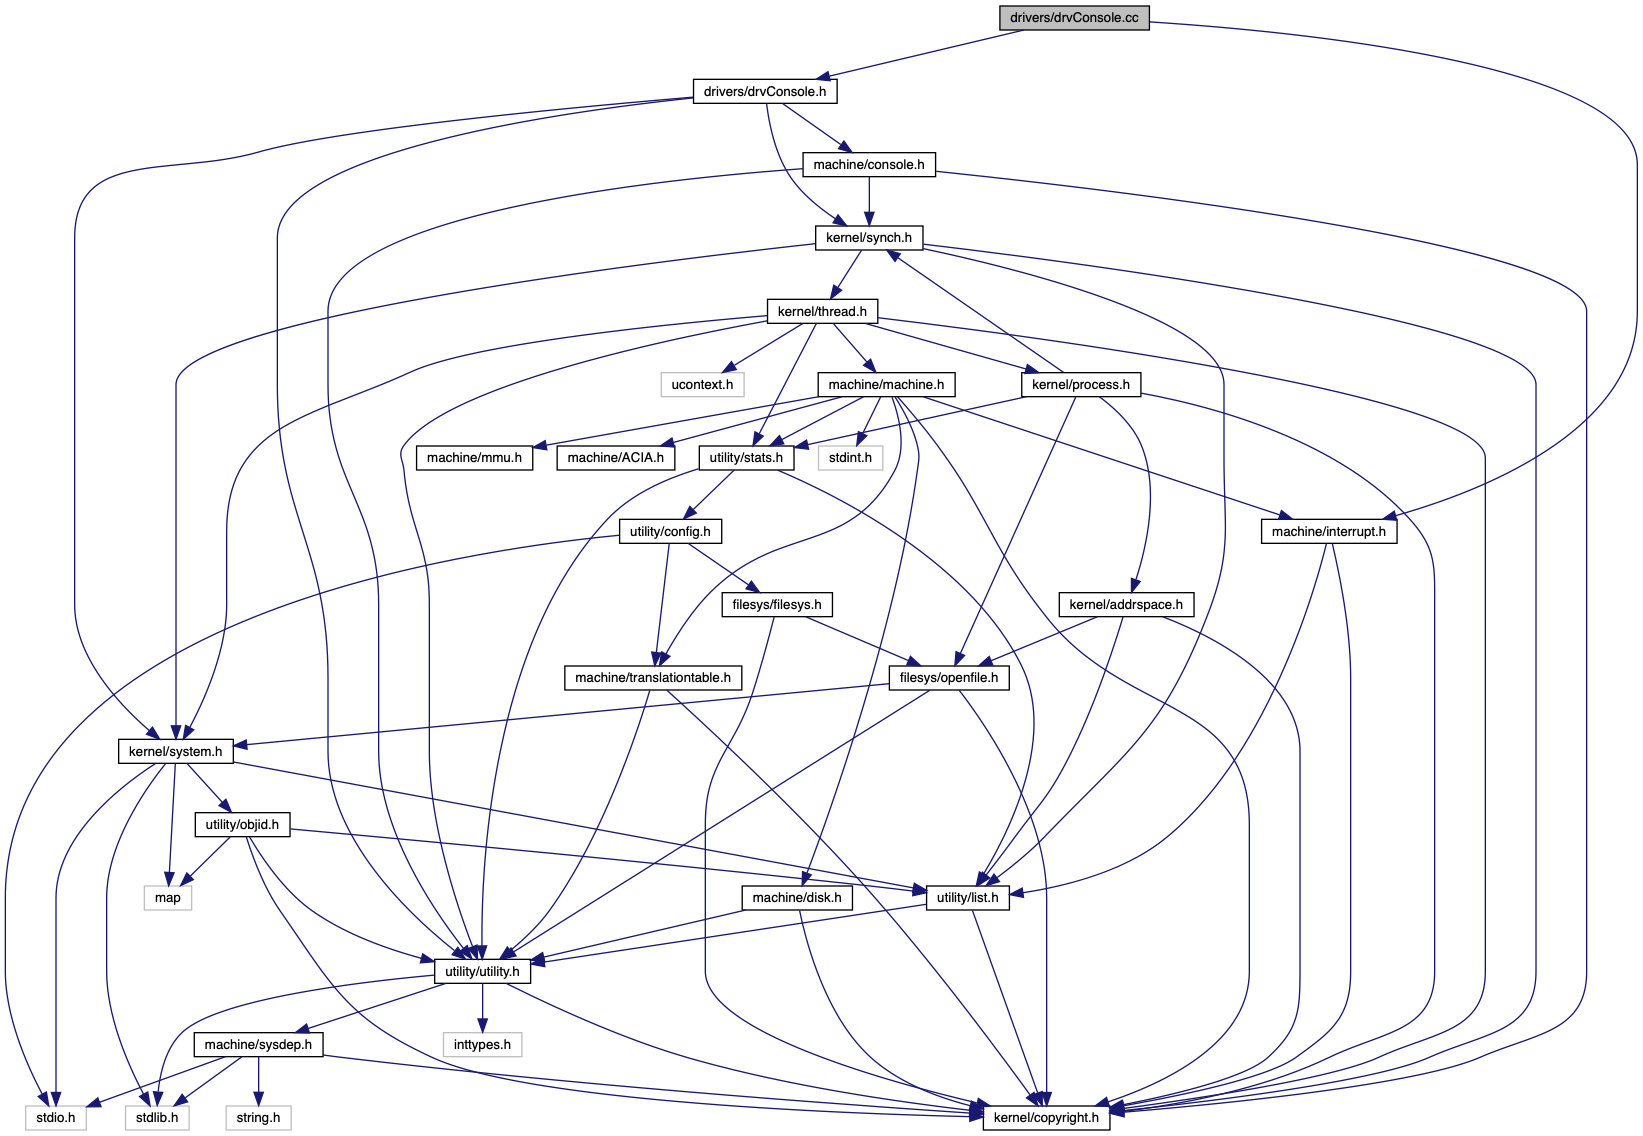 drivers/drvConsole.cc
drivers/drvConsole.h
machine/console.h
kernel/synch.h
kernel/thread.h
ucontext.h
machine/machine.h
kernel/process.h
machine/mmu.h
machine/ACIA.h
utility/stats.h
stdint.h
utility/config.h
machine/interrupt.h
filesys/filesys.h
kernel/addrspace.h
machine/translationtable.h
filesys/openfile.h
kernel/system.h
utility/objid.h
map
machine/disk.h
utility/list.h
utility/utility.h
machine/sysdep.h
inttypes.h
stdio.h
stdlib.h
string.h
kernel/copyright.h